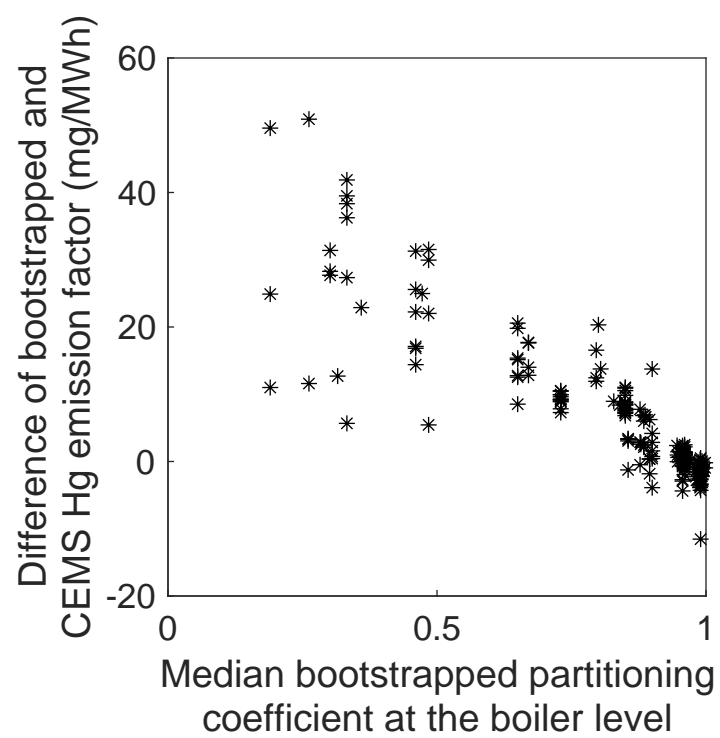 Difference of bootstrapped and
CEMS Hg emission factor (mg/MWh)
60
40
20
0
-20
0 0.5 1
Median bootstrapped partitioning
coefficient at the boiler level